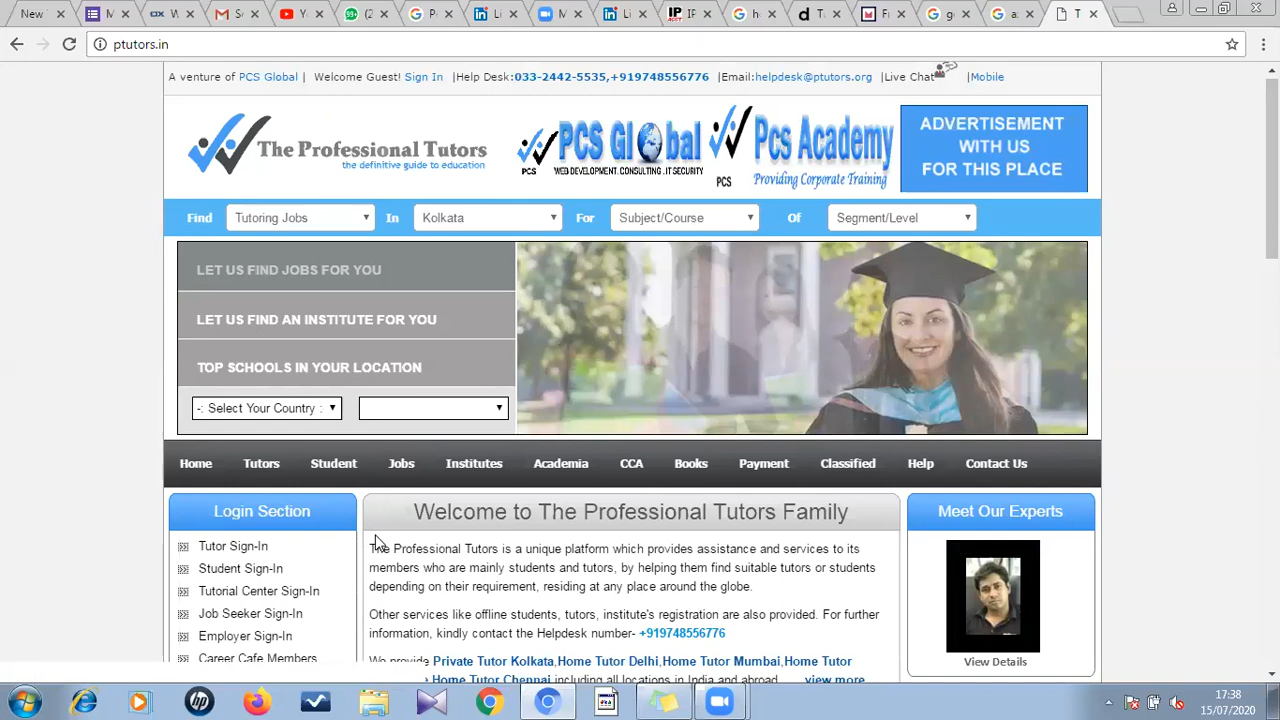 New
M
W
S
Y
(2
P
Li
M
Li
P
h
T
F
g
a
T
ptutors.in
A venture of PCS Global | Welcome Guest! Sign In |Help Desk:033-2442-5535,+919748556776 |Email:helpdesk@ptutors.org |Live Chat |Mobile
The Professional Tutors
the definitive guide to education
PCS Global
PCS WEB DEVELOPMENT. CONSULTING .IT SECURITY
Pcs Academy
PCS Providing Corporate Training
ADVERTISEMENT
WITH US
FOR THIS PLACE
Find Tutoring Jobs In Kolkata For Subject/Course Of Segment/Level
LET US FIND JOBS FOR YOU
LET US FIND AN INSTITUTE FOR YOU
TOP SCHOOLS IN YOUR LOCATION
-: Select Your Country :
Home Tutors Student Jobs Institutes Academia CCA Books Payment Classified Help Contact Us
Login Section
Tutor Sign-In
Student Sign-In
Tutorial Center Sign-In
Job Seeker Sign-In
Employer Sign-In
Career Cafe Members
Welcome to The Professional Tutors Family
The Professional Tutors is a unique platform which provides assistance and services to its
members who are mainly students and tutors, by helping them find suitable tutors or students
depending on their requirement, residing at any place around the globe.
Other services like offline students, tutors, institute's registration are also provided. For further
information, kindly contact the Helpdesk number- +919748556776
We provide Private Tutor Kolkata,Home Tutor Delhi,Home Tutor Mumbai,Home Tutor
Home Tutor Chennai including all locations in India and abroad. view more
Meet Our Experts
View Details
17:38
15/07/2020